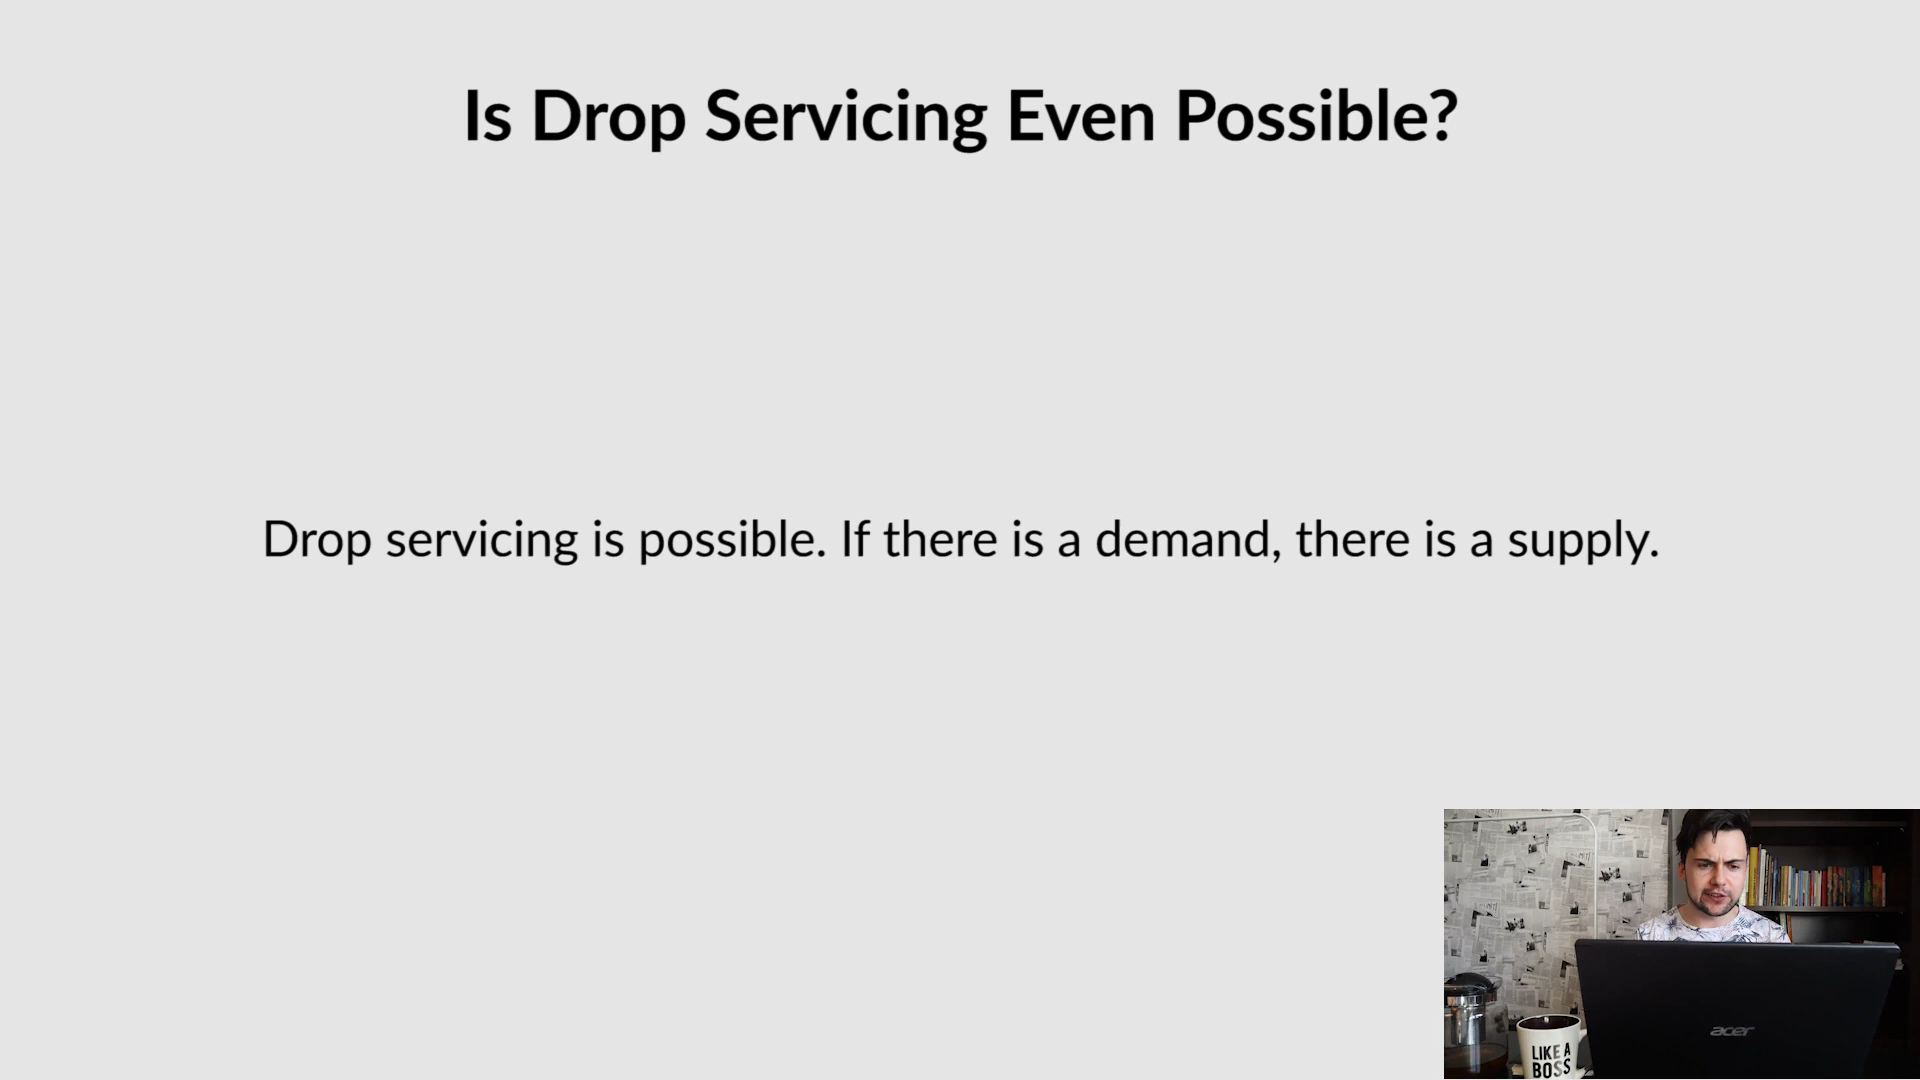 Is Drop Servicing Even Possible?
Drop servicing is possible. If there is a demand, there is a supply.
acer
LIKE A
BOSS